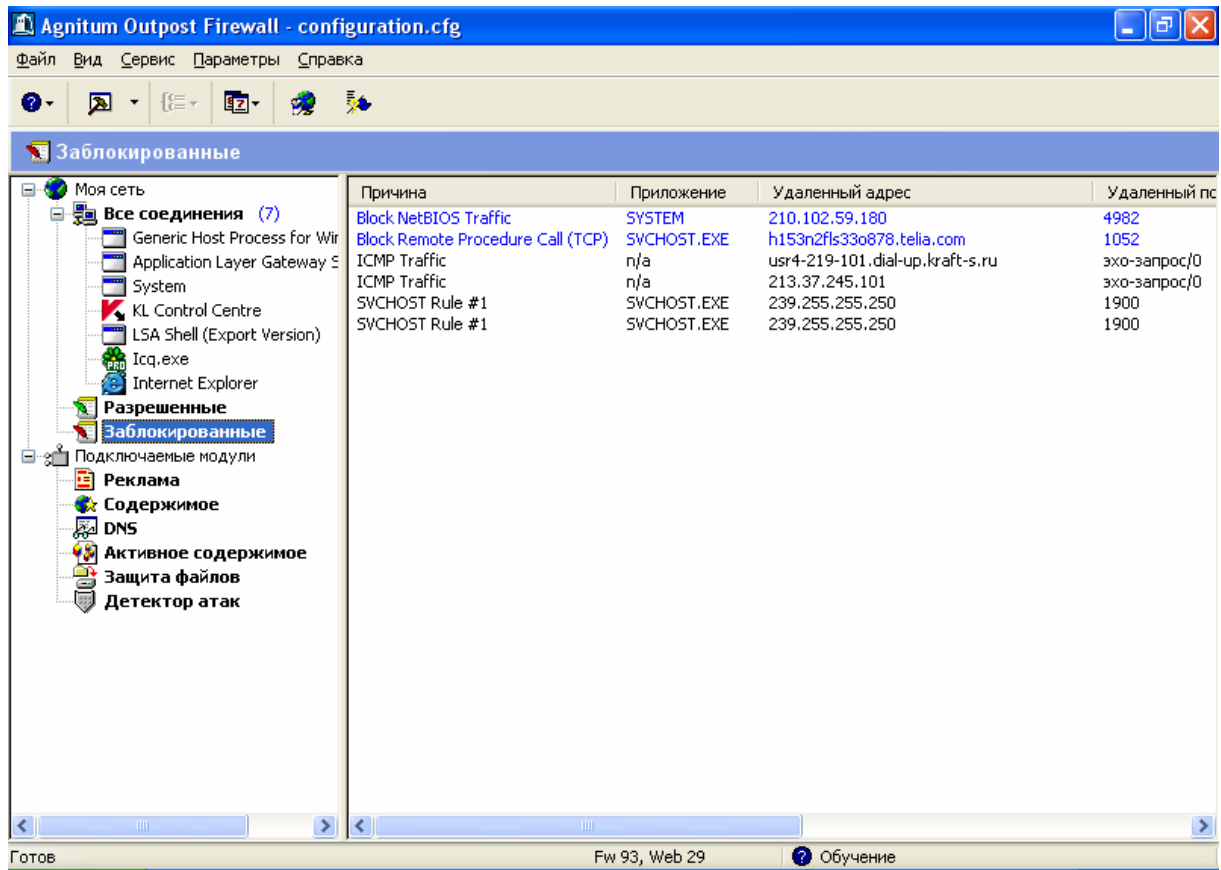 Agnitum Outpost Firewall - configuration.cfg
Файл Вид Сервис Параметры Справка
Заблокированные
Моя сеть
Все соединения (7)
Generic Host Process for Wir
Application Layer Gateway S
System
KL Control Centre
LSA Shell (Export Version)
Icq.exe
Internet Explorer
Разрешенные
Заблокированные
Подключаемые модули
Реклама
Содержимое
DNS
Активное содержимое
Защита файлов
Детектор атак
Причина Приложение Удаленный адрес Удаленный пс
Block NetBIOS Traffic SYSTEM 210.102.59.180 4982
Block Remote Procedure Call (TCP) SVCHOST.EXE h153n2fls33o878.telia.com 1052
ICMP Traffic n/a usr4-219-101.dial-up.kraft-s.ru эхо-запрос/0
ICMP Traffic n/a 213.37.245.101 эхо-запрос/0
SVCHOST Rule #1 SVCHOST.EXE 239.255.255.250 1900
SVCHOST Rule #1 SVCHOST.EXE 239.255.255.250 1900
Готов Fw 93, Web 29 Обучение